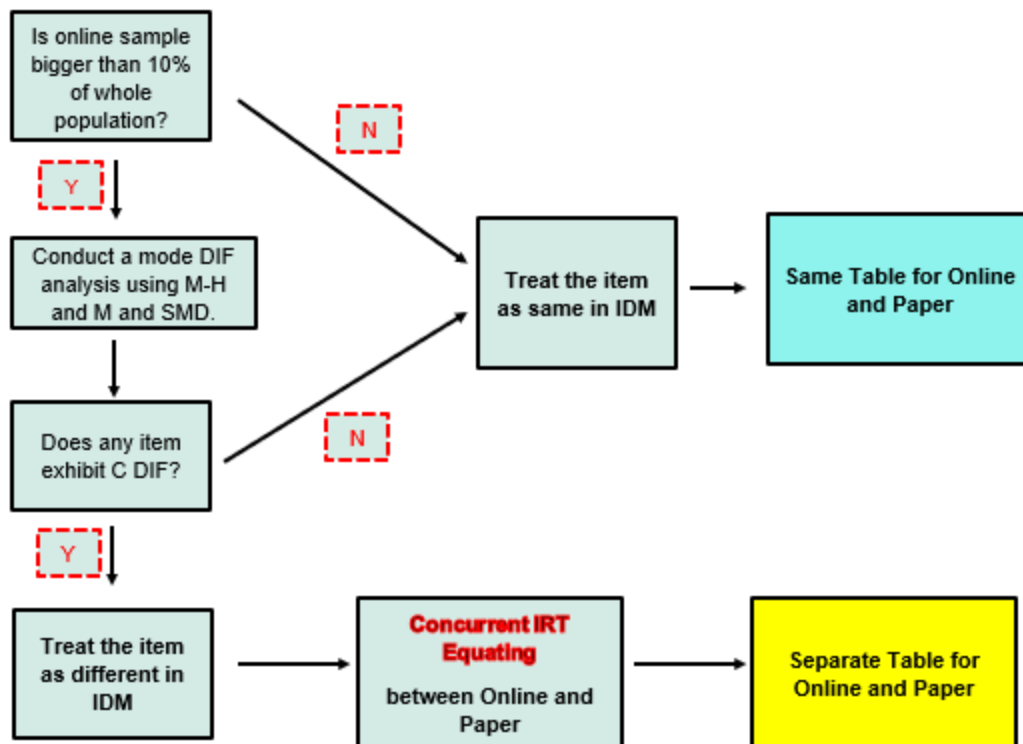 Is online sample
bigger than 10%
of whole
population?
N
Y
Conduct a mode DIF
analysis using M-H
and M and SMD.
Treat the item
as same in IDM
Same Table for Online
and Paper
Does any item
exhibit C DIF?
N
Y
Treat the item
as different in
IDM
Concurrent IRT
Equating
between Online and
Paper
Separate Table for
Online and Paper